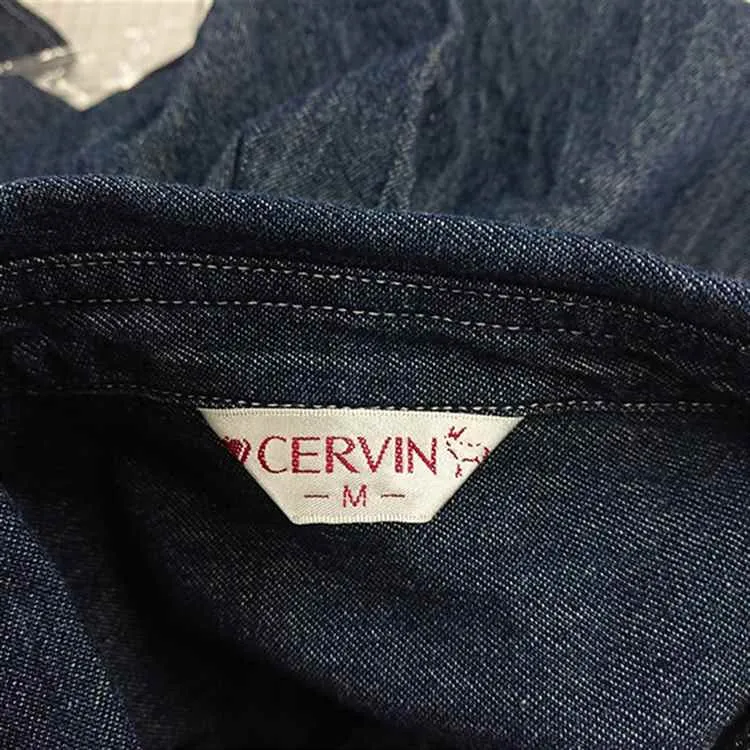 CERVIN
– M –